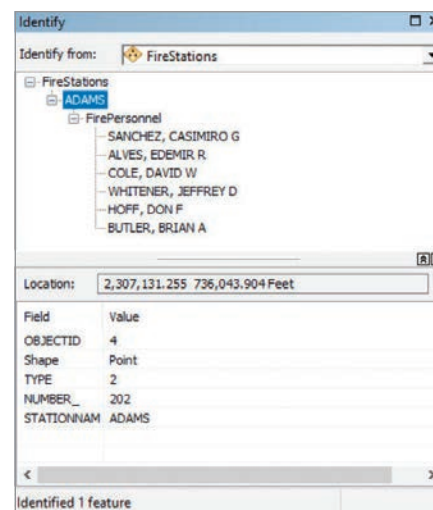 Identify
Identify from: FireStations
FireStations
ADAMS
FirePersonnel
SANCHEZ, CASIMIRO G
ALVES, EDEMIR R
COLE, DAVID W
WHITENER, JEFFREY D
HOFF, DON F
BUTLER, BRIAN A
Location: 2,307,131.255 736,043.904 Feet
Field Value
OBJECTID 4
Shape Point
TYPE 2
NUMBER_ 202
STATIONNAM ADAMS
Identified 1 feature